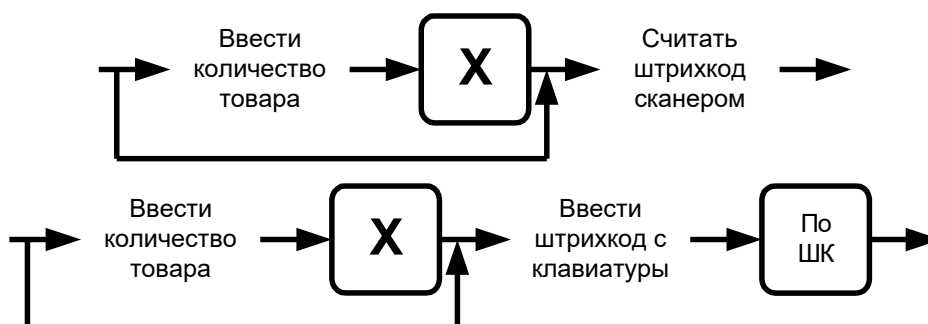 Ввести
количество
товара
X
Считать
штрихкод
сканером
Ввести
количество
товара
X
Ввести
штрихкод с
клавиатуры
По
ШК